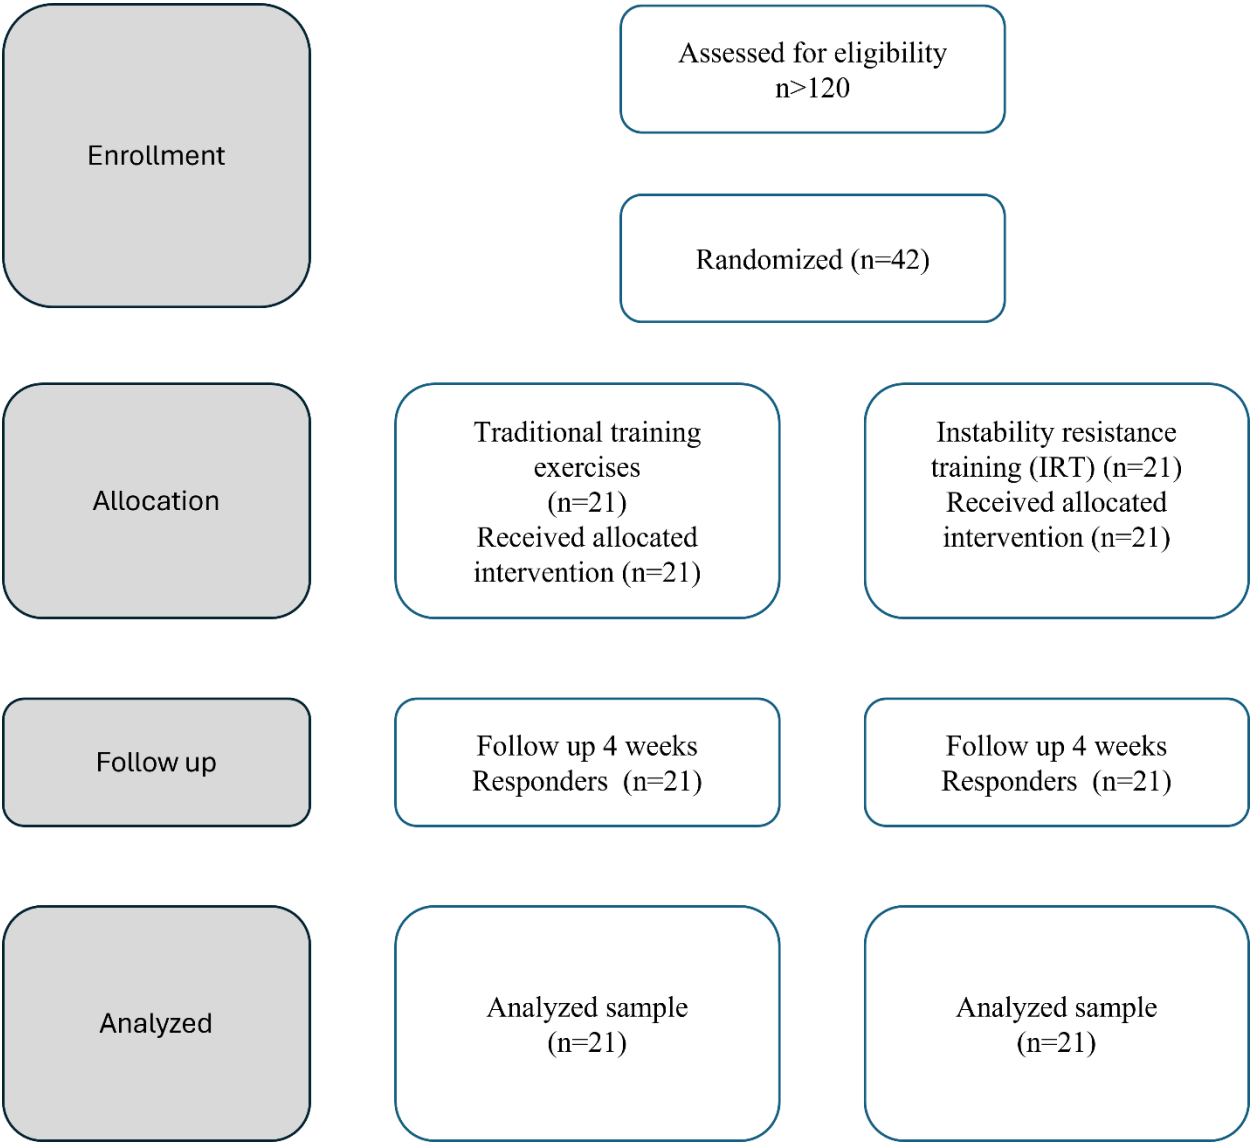 Enrollment
Assessed for eligibility
n>120
Randomized (n=42)
Allocation
Traditional training
exercises
(n=21)
Received allocated
intervention (n=21)
Instability resistance
training (IRT) (n=21)
Received allocated
intervention (n=21)
Follow up
Follow up 4 weeks
Responders  (n=21)
Follow up 4 weeks
Responders  (n=21)
Analyzed
Analyzed sample
(n=21)
Analyzed sample
(n=21)